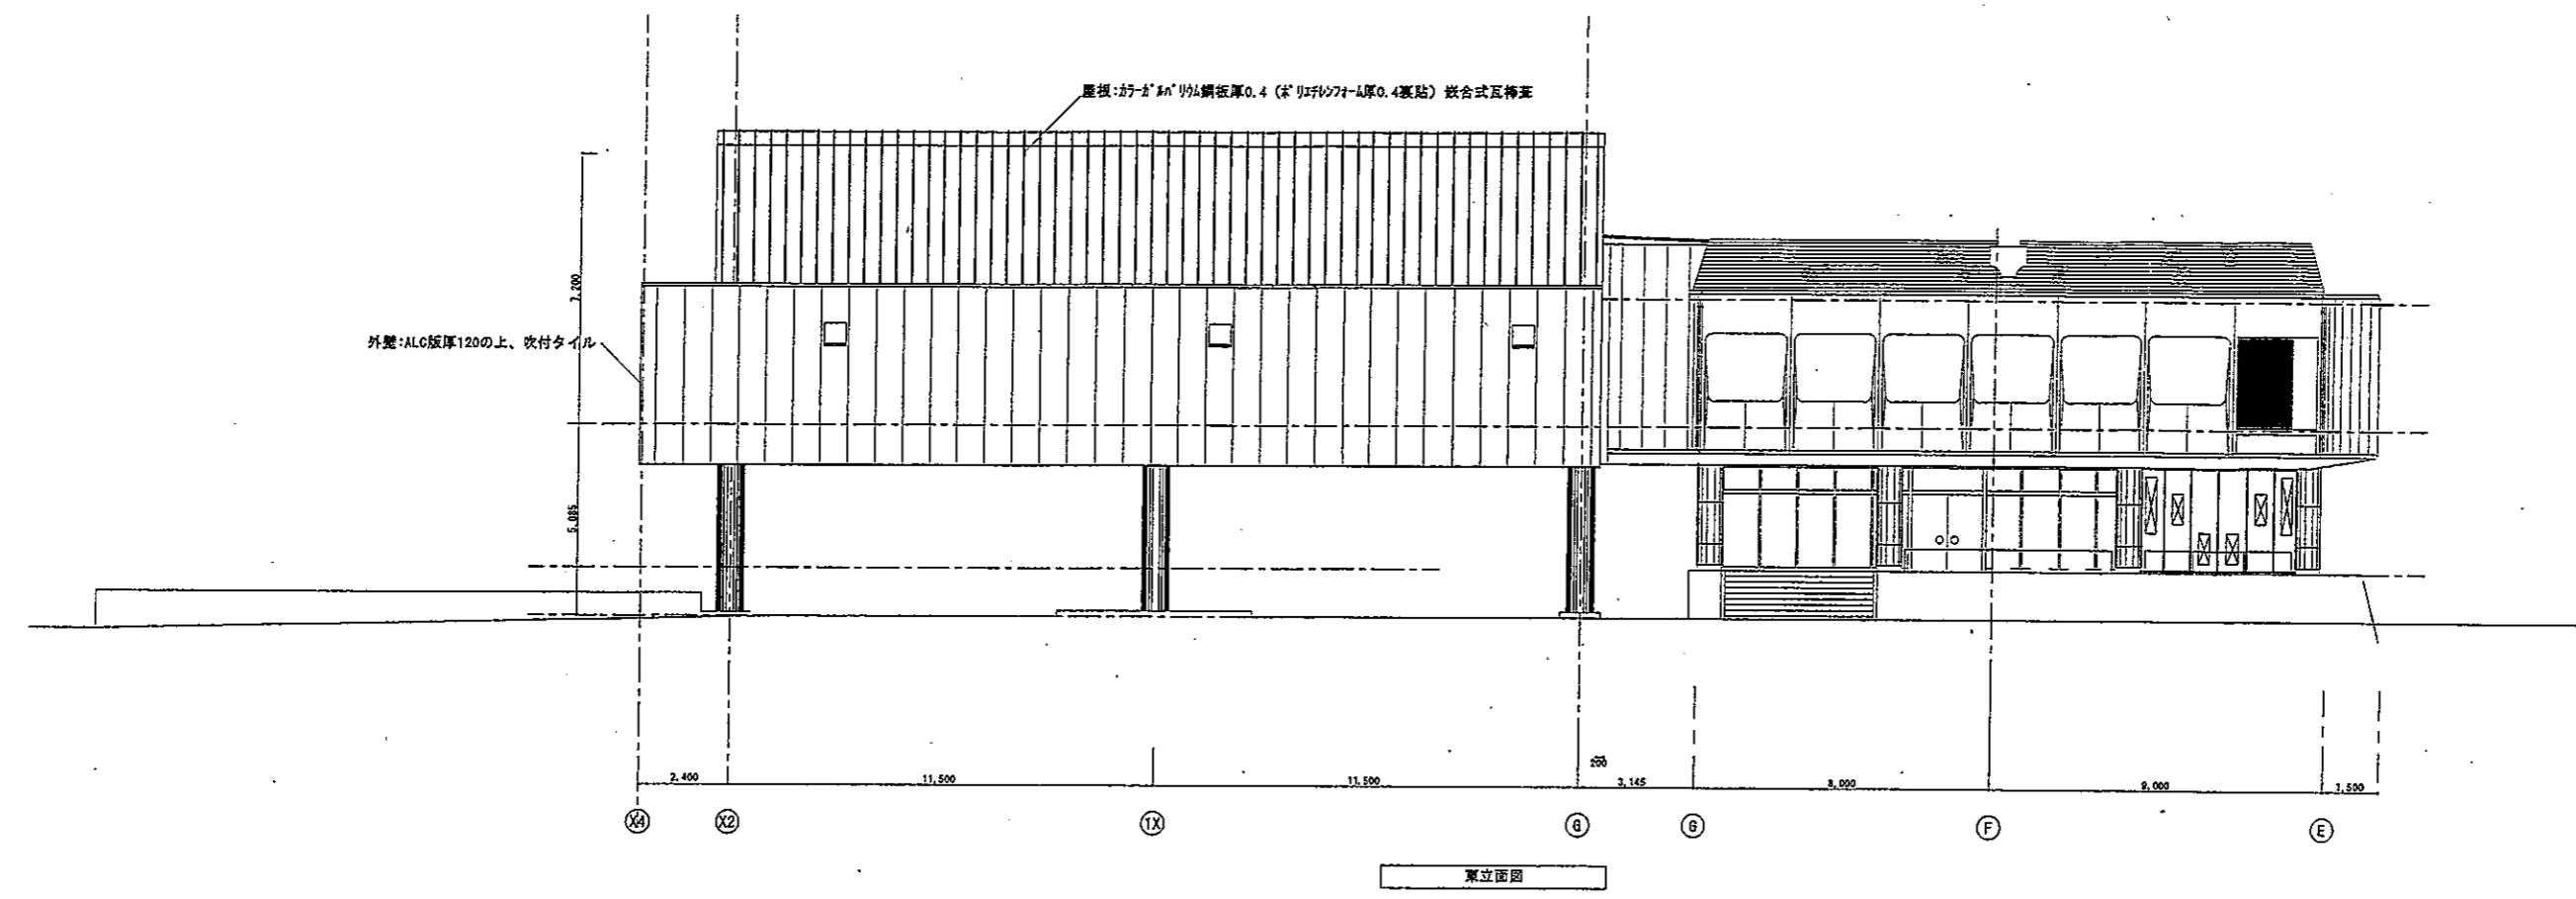 屋根:カラーガルバリウム鋼板厚0.4 (ポリエチレンフォーム厚0.4裏貼) 嵌合式瓦棒葺
外壁:ALC版厚120の上、吹付タイル
7,200
5,085
200
2,400
11,500
11,500
3,145
8,000
9,000
1,500
X4
X2
1X
G
G
F
E
東立面図